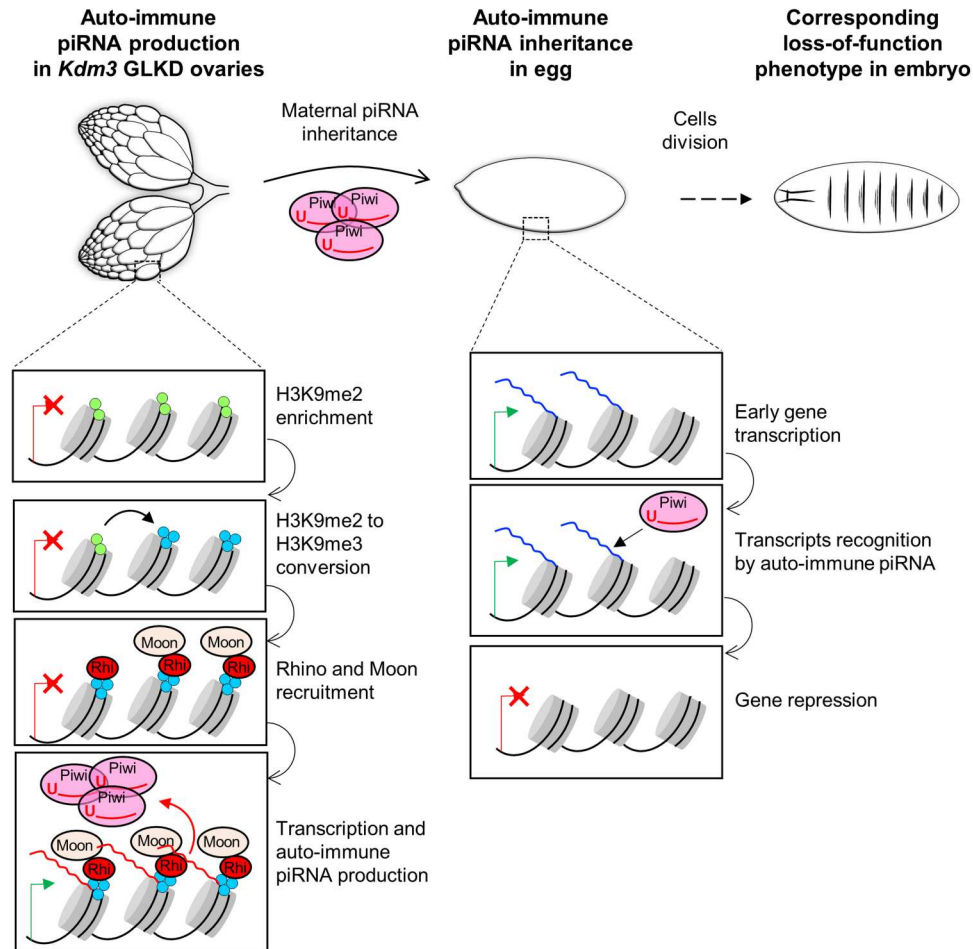 Auto-immune
piRNA production
in Kdm3 GLKD ovaries
Auto-immune
piRNA inheritance
in egg
Corresponding
loss-of-function
phenotype in embryo
Maternal piRNA
inheritance
Piwi
U
Piwi
U
Piwi
U
Cells
division
H3K9me2
enrichment
H3K9me2 to
H3K9me3
conversion
Moon
Moon
Rhi
Rhi
Rhi
Rhino and Moon
recruitment
Piwi
U
Piwi
U
Piwi
U
Moon
Moon
Moon
Rhi
Rhi
Rhi
Transcription and
auto-immune
piRNA production
Early gene
transcription
Piwi
U
Transcripts recognition
by auto-immune piRNA
Gene repression